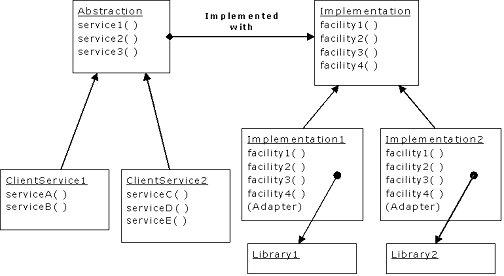 Abstraction
service1( )
service2( )
service3( )
Implemented
with
Implementation
facility1( )
facility2( )
facility3( )
facility4( )
ClientService1
serviceA( )
serviceB( )
ClientService2
serviceC( )
serviceD( )
serviceE( )
Implementation1
facility1( )
facility2( )
facility3( )
facility4( )
(Adapter)
Implementation2
facility1( )
facility2( )
facility3( )
facility4( )
(Adapter)
Library1
Library2